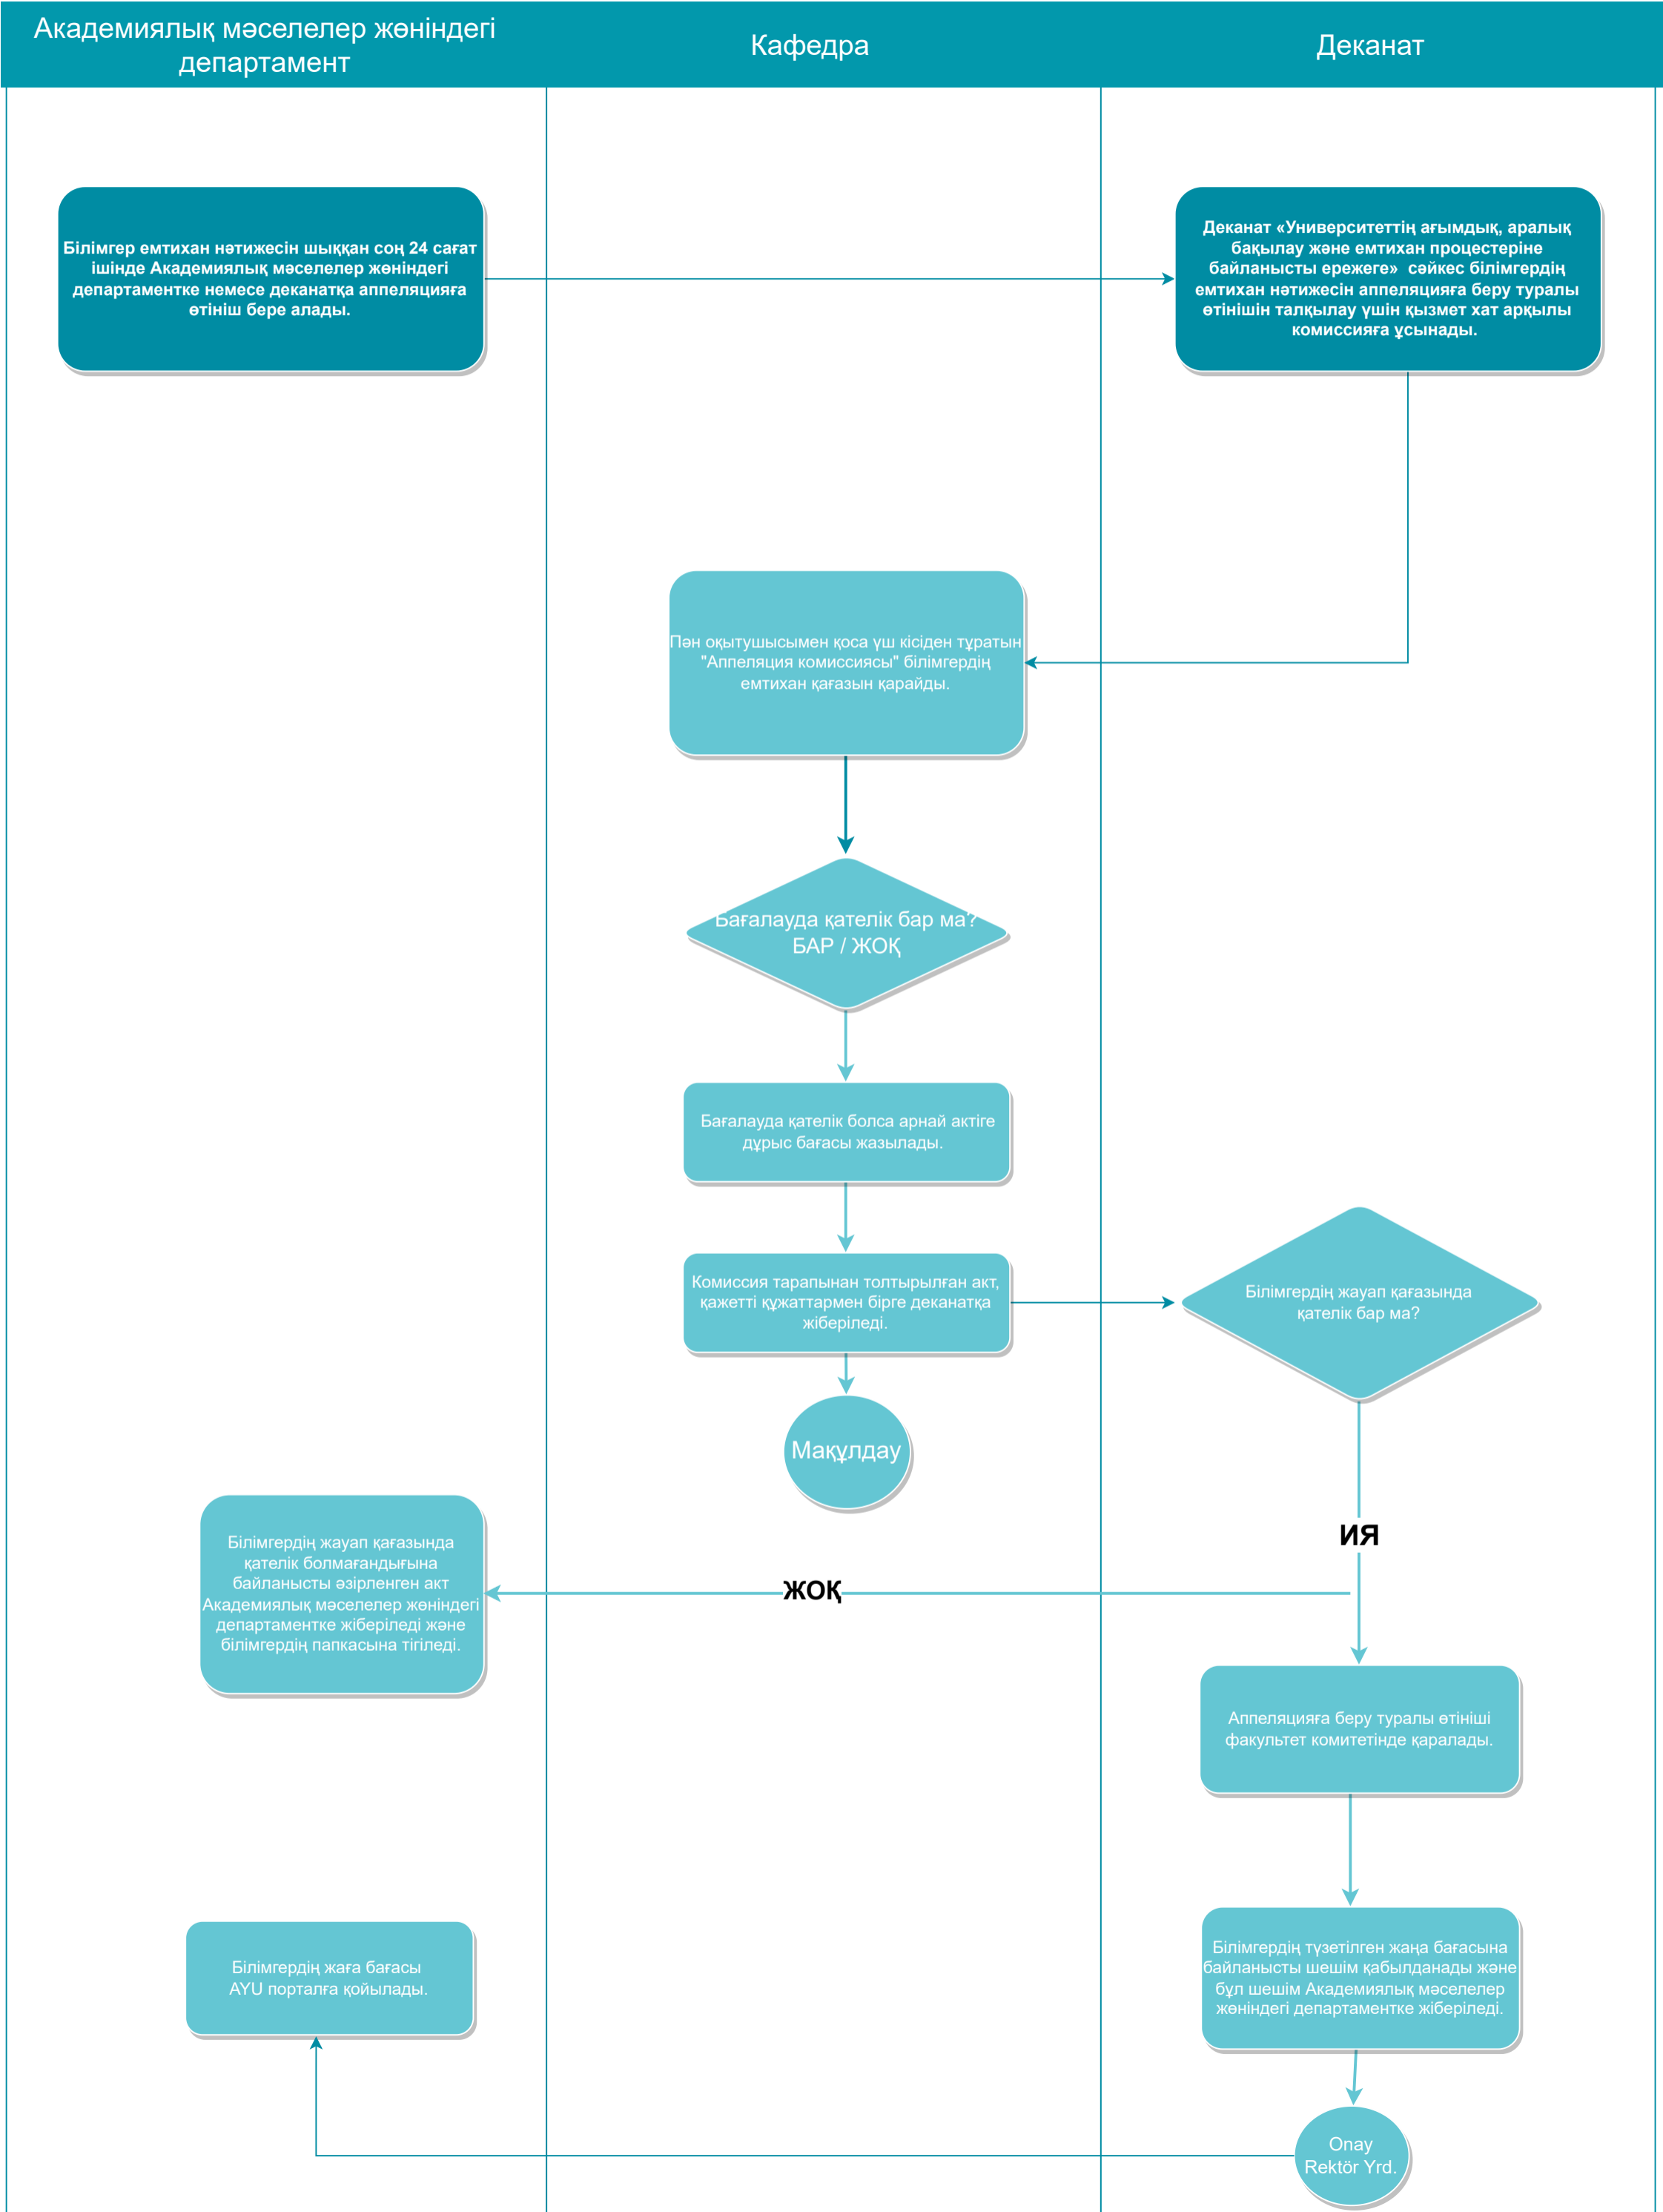 Академиялық мәселелер жөніндегі
департамент
Кафедра
Деканат
Білімгер емтихан нәтижесін шыққан соң 24 сағат
ішінде Академиялық мәселелер жөніндегі
департаментке немесе деканатқа аппеляцияға
өтініш бере алады.
Деканат «Университеттің ағымдық, аралық
бақылау және емтихан процестеріне
байланысты ережеге»  сәйкес білімгердің
емтихан нәтижесін аппеляцияға беру туралы
өтінішін талқылау үшін қызмет хат арқылы
комиссияға ұсынады.
Пән оқытушысымен қоса үш кісіден тұратын
"Аппеляция комиссиясы" білімгердің
емтихан қағазын қарайды.
Бағалауда қателік бар ма?
БАР / ЖОҚ
Бағалауда қателік болса арнай актіге
дұрыс бағасы жазылады.
Комиссия тарапынан толтырылған акт,
қажетті құжаттармен бірге деканатқа
жіберіледі.
Білімгердің жауап қағазында
қателік бар ма?
Мақұлдау
ИЯ
ЖОҚ
Білімгердің жауап қағазында
қателік болмағандығына
байланысты әзірленген акт
Академиялық мәселелер жөніндегі
департаментке жіберіледі және
білімгердің папкасына тігіледі.
Аппеляцияға беру туралы өтініші
факультет комитетінде қаралады.
Білімгердің түзетілген жаңа бағасына
байланысты шешім қабылданады және
бұл шешім Академиялық мәселелер
жөніндегі департаментке жіберіледі.
Білімгердің жаға бағасы
AYU порталға қойылады.
Onay
Rektör Yrd.